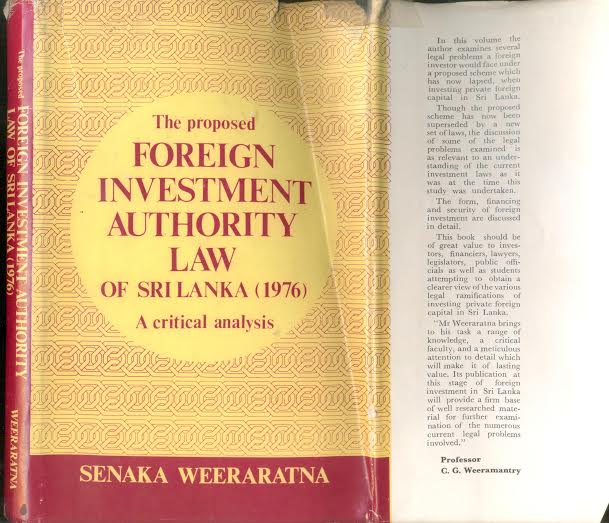 The proposed
FOREIGN INVESTMENT AUTHORITY
LAW OF SRI LANKA (1976)
WEERARATNA
The proposed
FOREIGN
INVESTMENT
AUTHORITY
LAW
OF SRI LANKA (1976)
A critical analysis
SENAKA WEERARATNA
In this volume the
author examines several
legal problems a foreign
investor would face under
a proposed scheme which
has now lapsed, when
investing private foreign
capital in Sri Lanka.
Though the proposed
scheme has now been
superseded by a new
set of laws, the discussion
of some of the legal
problems examined is
as relevant to an under-
standing of the current
investment laws as it
was at the time this
study was undertaken.
The form, financing
and security of foreign
investment are discussed
in detail.
This book should be
of great value to inves-
tors, financiers, lawyers,
legislators, public offi-
cials as well as students
attempting to obtain a
clearer view of the various
legal ramifications of
investing private foreign
capital in Sri Lanka.
"Mr Weeraratna brings
to his task a range of
knowledge, a critical
faculty, and a meticulous
attention to detail which
will make it of lasting
value. Its publication at
this stage of foreign
investment in Sri Lanka
will provide a firm base
of well researched mate-
rial for further exami-
nation of the numerous
current legal problems
involved."
Professor
C. G. Weeramantry